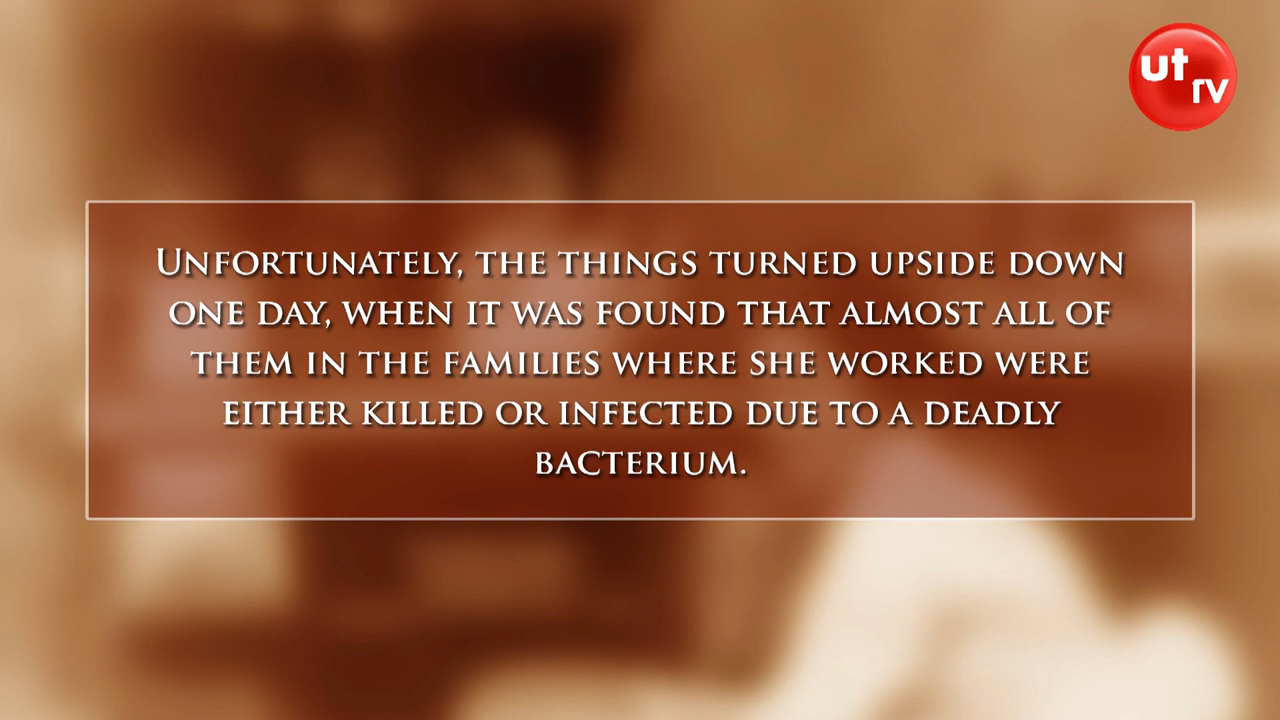 ut
rv
Unfortunately, the things turned upside down
one day, when it was found that almost all of
them in the families where she worked were
either killed or infected due to a deadly
bacterium.